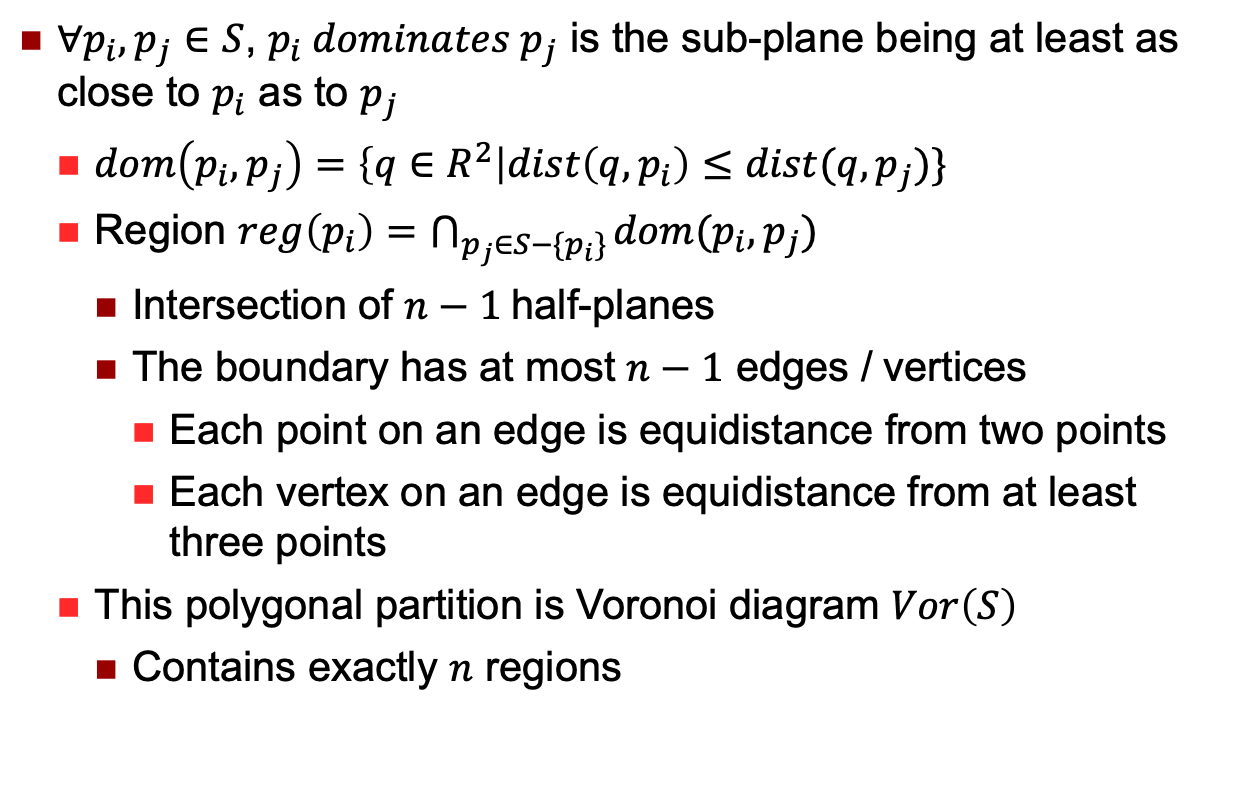 ■ ∀pᵢ, pⱼ ∈ S, pᵢ dominates pⱼ is the sub-plane being at least as
close to pᵢ as to pⱼ
■ dom(pᵢ, pⱼ) = {q ∈ R²|dist(q, pᵢ) ≤ dist(q, pⱼ)}
■ Region reg(pᵢ) = ⋂_{pⱼ∈S−{pᵢ}} dom(pᵢ, pⱼ)
■ Intersection of n − 1 half-planes
■ The boundary has at most n − 1 edges / vertices
■ Each point on an edge is equidistance from two points
■ Each vertex on an edge is equidistance from at least
three points
■ This polygonal partition is Voronoi diagram Vor(S)
■ Contains exactly n regions